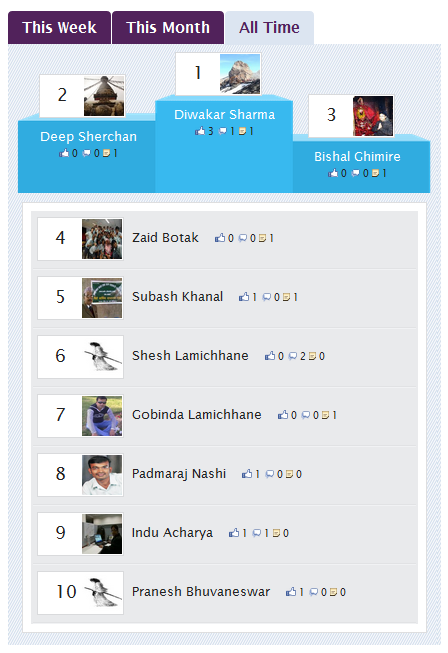 This Week This Month All Time
1
Diwakar Sharma
3 1 1
2
Deep Sherchan
0 0 1
3
Bishal Ghimire
0 0 1
4 Zaid Botak 0 0 1
5 Subash Khanal 1 0 1
6 Shesh Lamichhane 0 2 0
7 Gobinda Lamichhane 0 0 1
8 Padmaraj Nashi 1 0 0
9 Indu Acharya 1 1 0
10 Pranesh Bhuvaneswar 1 0 0